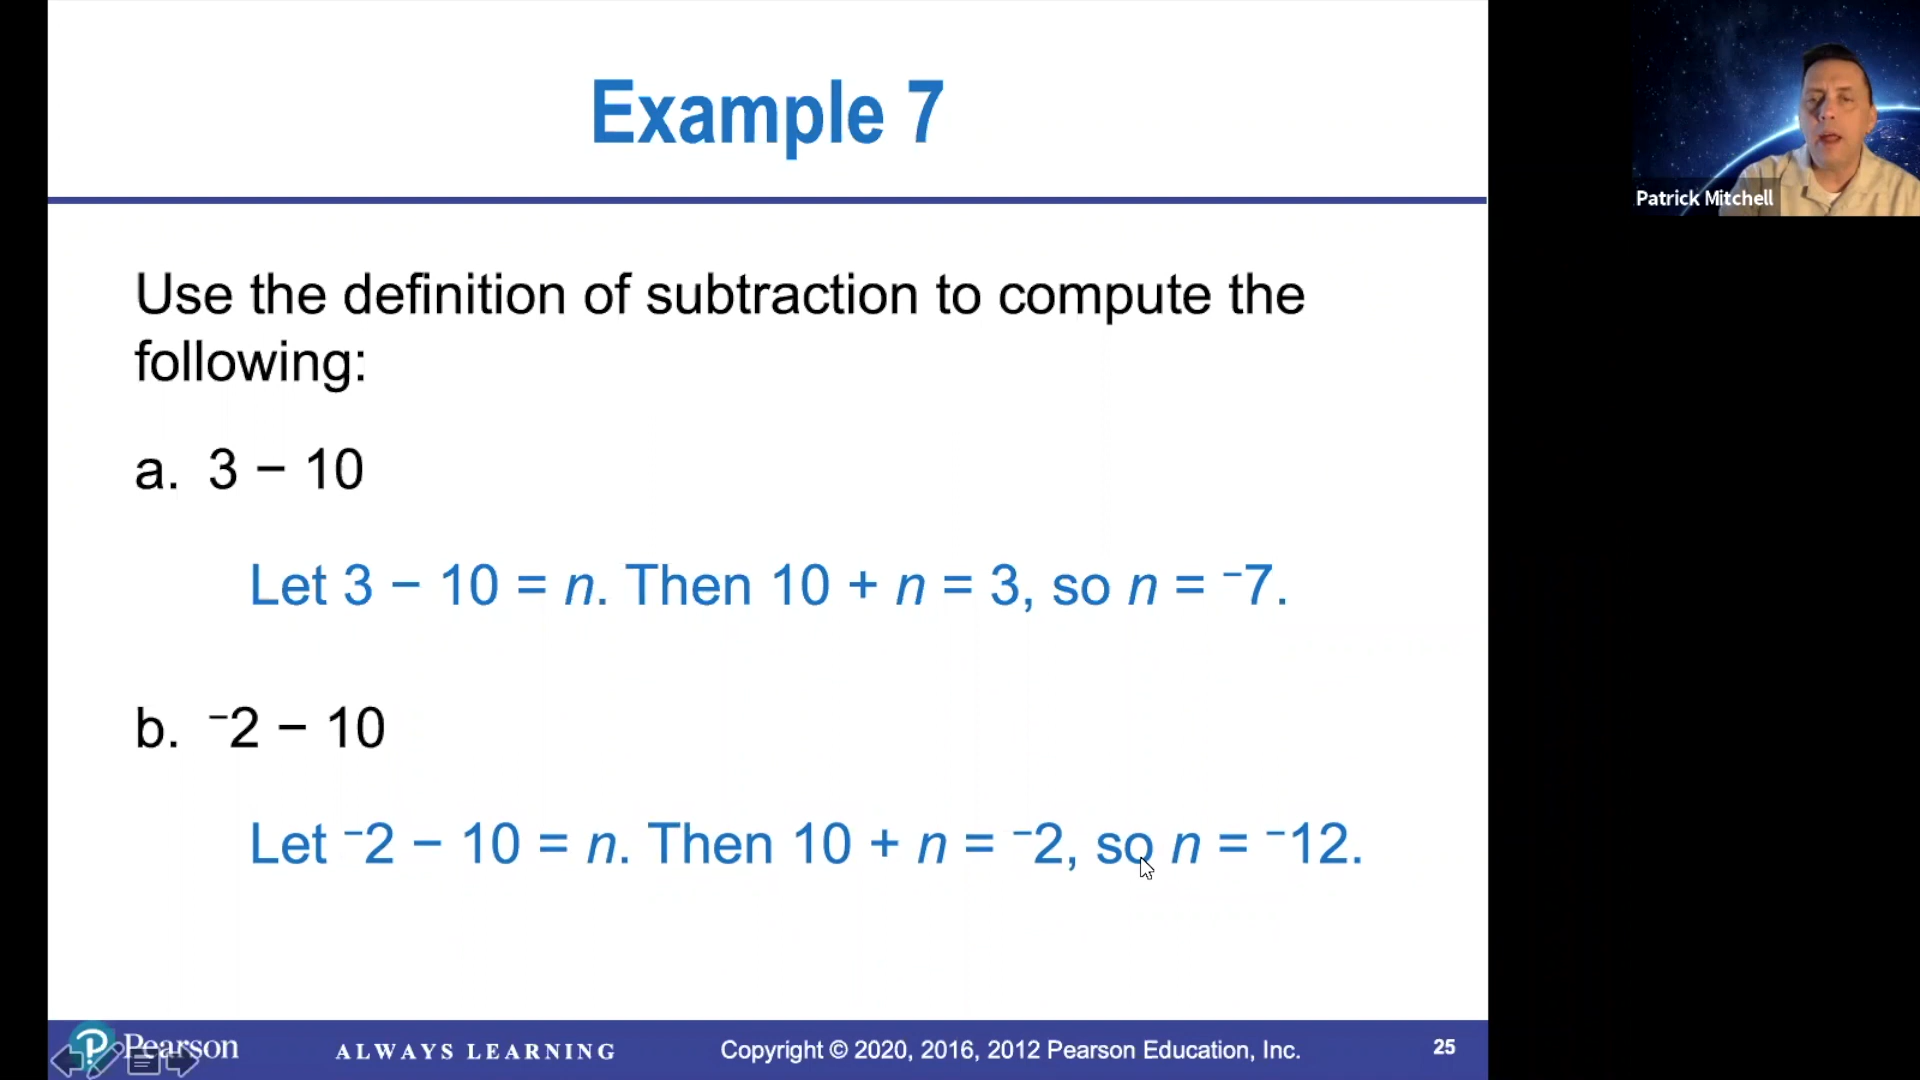 Example 7
Patrick Mitchell
Use the definition of subtraction to compute the
following:
a. 3 − 10
Let 3 − 10 = n. Then 10 + n = 3, so n = ⁻7.
b. ⁻2 − 10
Let ⁻2 − 10 = n. Then 10 + n = ⁻2, so n = ⁻12.
Pearson
ALWAYS LEARNING
Copyright © 2020, 2016, 2012 Pearson Education, Inc.
25